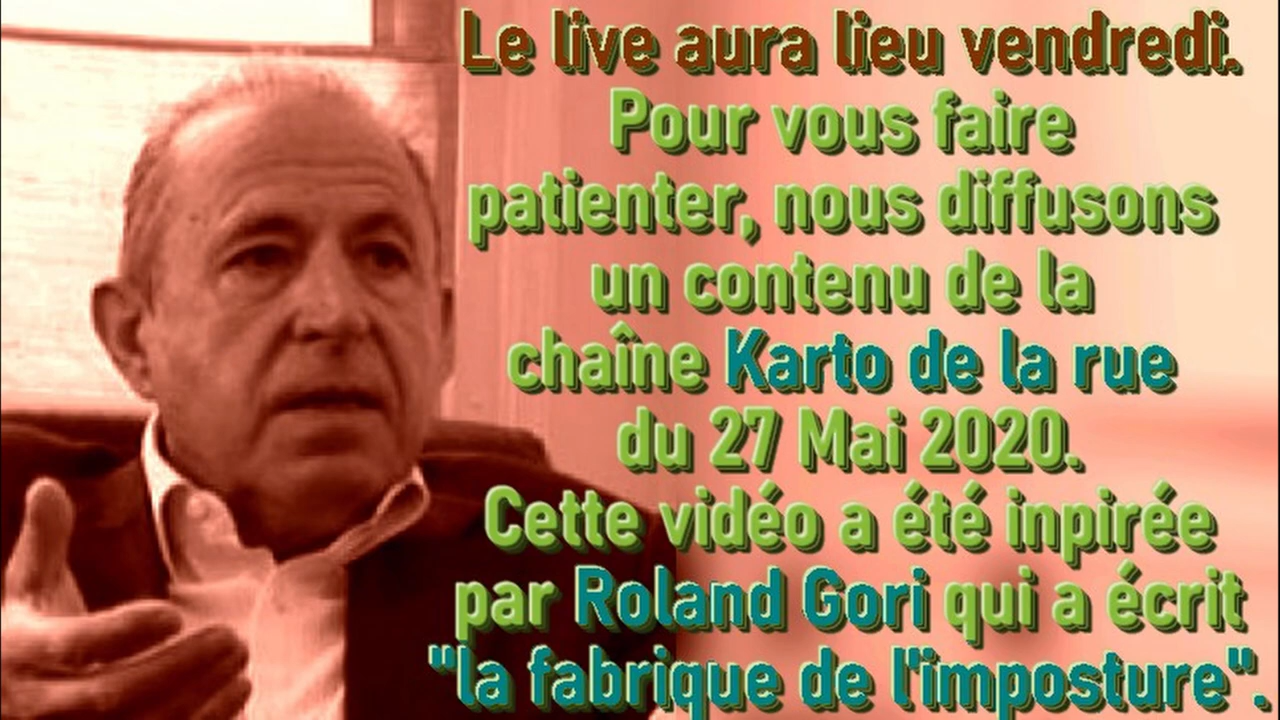 Le live aura lieu vendredi.
Pour vous faire
patienter, nous diffusons
un contenu de la
chaîne Karto de la rue
du 27 Mai 2020.
Cette vidéo a été inpirée
par Roland Gori qui a écrit
"la fabrique de l'imposture".